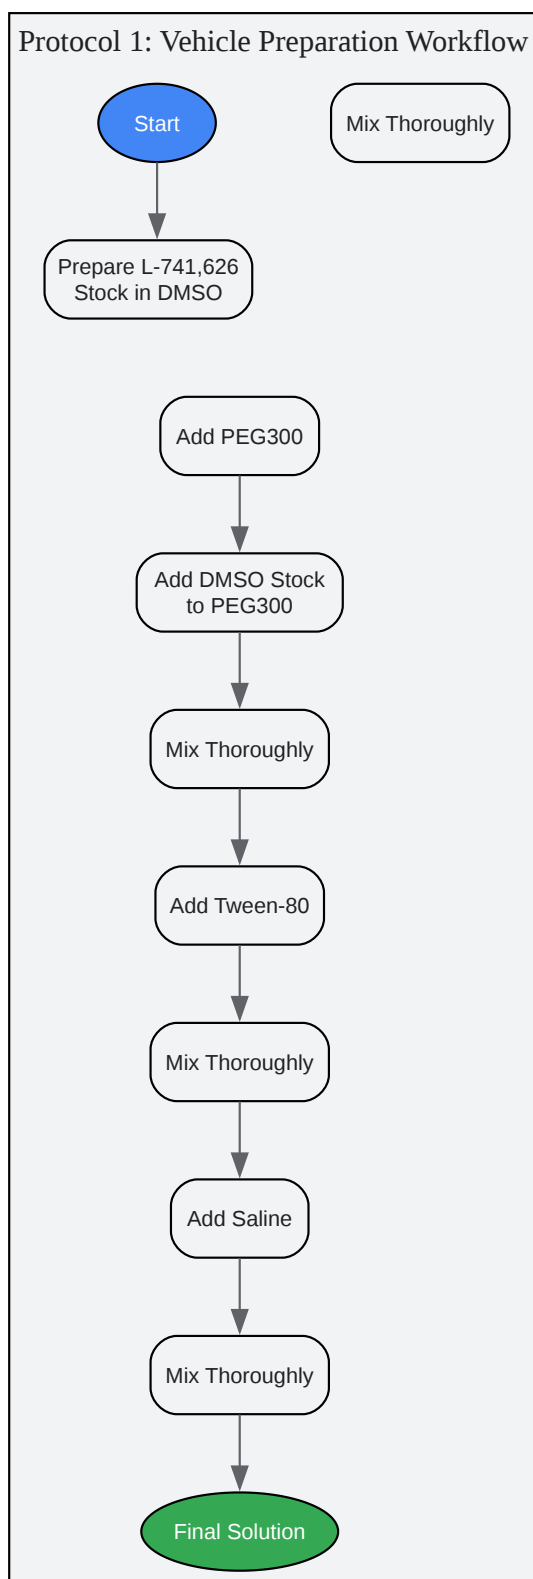 Protocol 1: Vehicle Preparation Workflow
Start
Mix Thoroughly
Prepare L-741,626
Stock in DMSO
Add PEG300
Add DMSO Stock
to PEG300
Mix Thoroughly
Add Tween-80
Mix Thoroughly
Add Saline
Mix Thoroughly
Final Solution